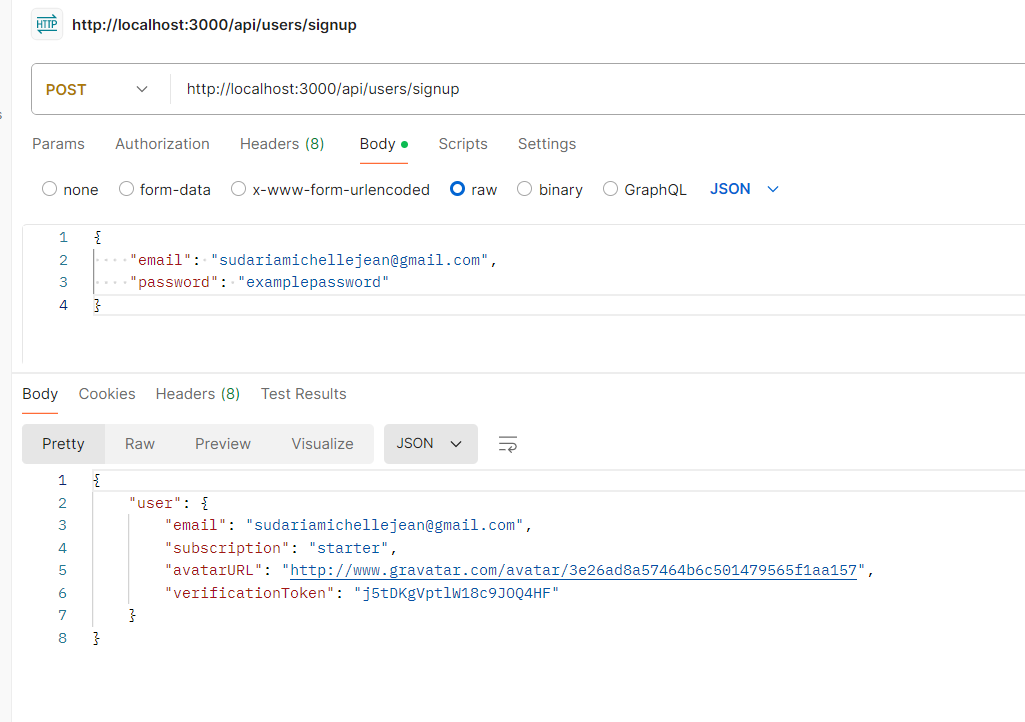 HTTP http://localhost:3000/api/users/signup
POST http://localhost:3000/api/users/signup
Params Authorization Headers (8) Body Scripts Settings
none form-data x-www-form-urlencoded raw binary GraphQL JSON
1 {
2 "email": "sudariamichellejean@gmail.com",
3 "password": "examplepassword"
4 }
Body Cookies Headers (8) Test Results
Pretty Raw Preview Visualize JSON
1 {
2 "user": {
3 "email": "sudariamichellejean@gmail.com",
4 "subscription": "starter",
5 "avatarURL": "http://www.gravatar.com/avatar/3e26ad8a57464b6c501479565f1aa157",
6 "verificationToken": "j5tDKgVptlW18c9JOQ4HF"
7 }
8 }